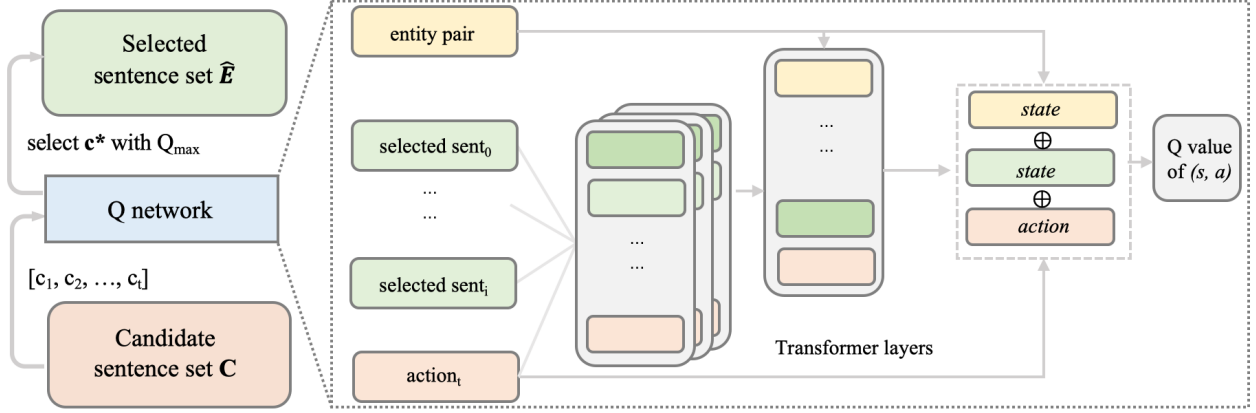 Selected
sentence set Ê
select c* with Qmax
Q network
[c1, c2, …, ct]
Candidate
sentence set C
entity pair
selected sent0
...
...
selected senti
actiont
...
...
...
...
Transformer layers
state
⊕
state
⊕
action
Q value
of (s, a)